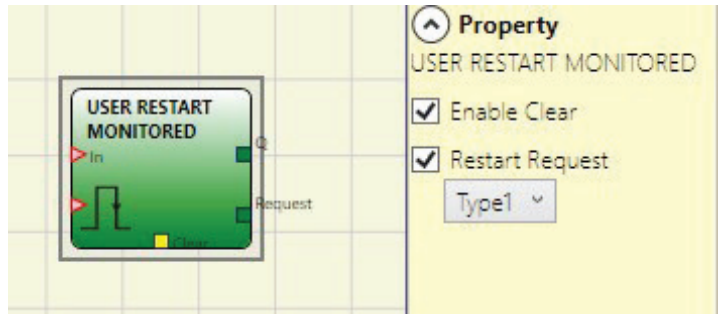 USER RESTART
MONITORED
In
Q
Request
Clear
Property
USER RESTART MONITORED
Enable Clear
Restart Request
Type1